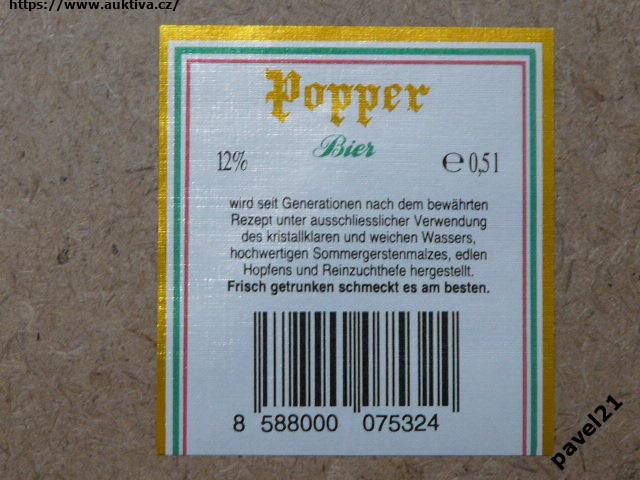 https://www.auktiva.cz/
Popper
Bier
12% ℮ 0,5 l
wird seit Generationen nach dem bewährten
Rezept unter ausschliesslicher Verwendung
des kristallklaren und weichen Wassers,
hochwertigen Sommergerstenmalzes, edlen
Hopfens und Reinzuchthefe hergestellt.
Frisch getrunken schmeckt es am besten.
8 588000 075324
pavel21